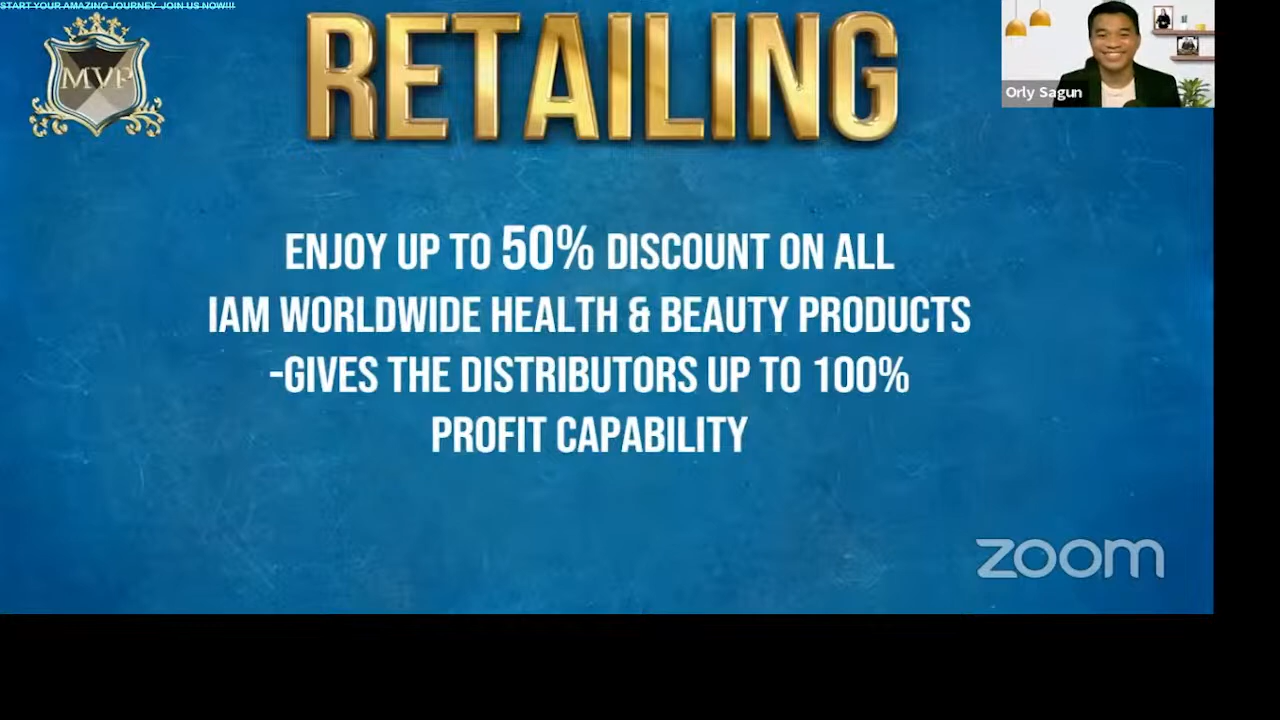 START YOUR AMAZING JOURNEY JOIN US NOW!!!
MVP
RETAILING
Orly Sagun
ENJOY UP TO 50% DISCOUNT ON ALL
IAM WORLDWIDE HEALTH & BEAUTY PRODUCTS
-GIVES THE DISTRIBUTORS UP TO 100%
PROFIT CAPABILITY
zoom